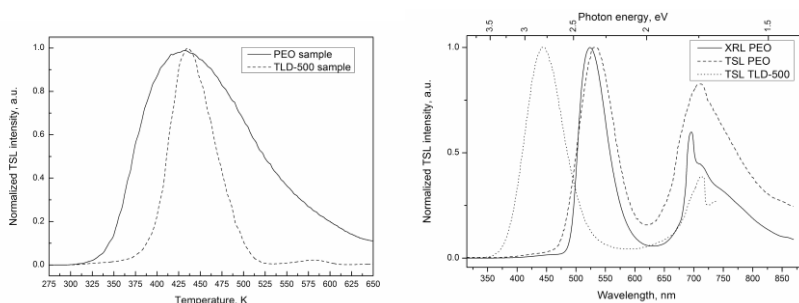 PEO sample
TLD-500 sample
Normalized TSL intensity, a.u.
1.0
0.8
0.6
0.4
0.2
0.0
275 300 325 350 375 400 425 450 475 500 525 550 575 600 625 650
Temperature, K
Photon energy, eV
3.5 3 2.5 2 1.5
XRL PEO
TSL PEO
TSL TLD-500
Normalized TSL intensity, a.u.
1.0
0.5
0.0
350 400 450 500 550 600 650 700 750 800 850
Wavelength, nm